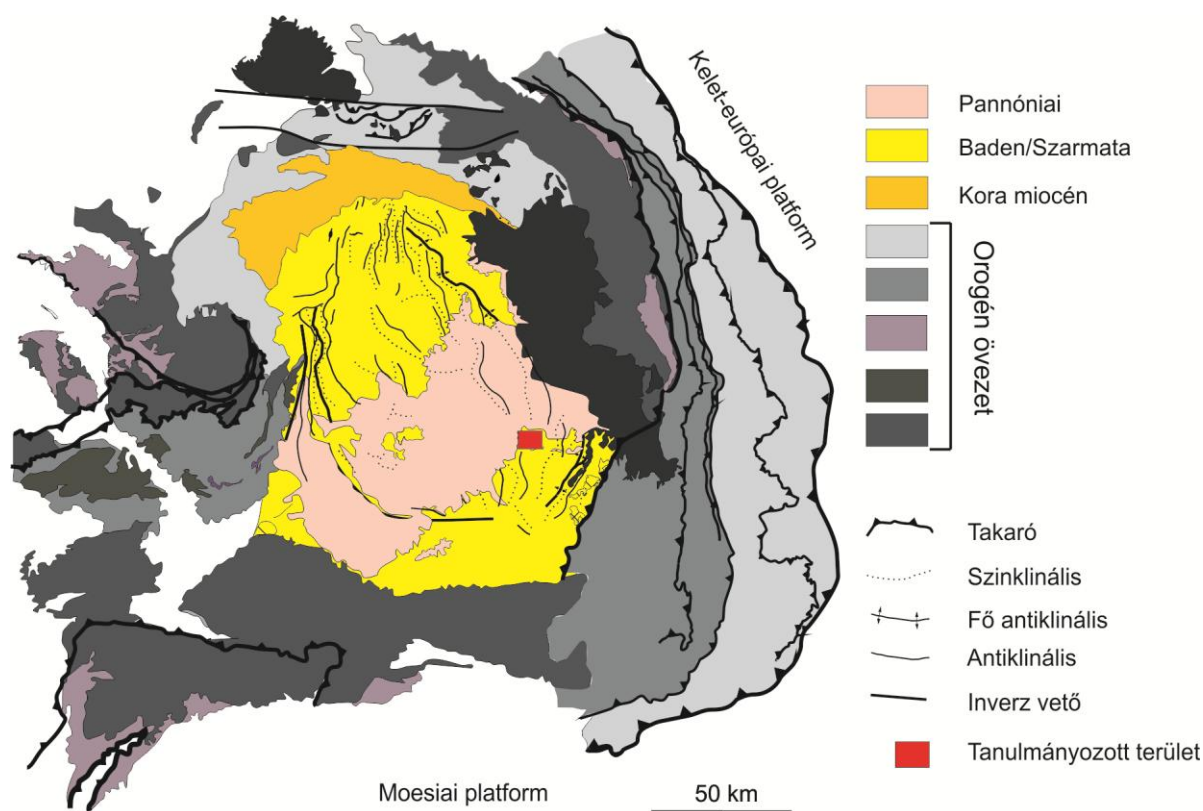 Kelet-európai platform
Pannóniai
Baden/Szarmata
Kora miocén
Orogén övezet
Takaró
Szinklinális
Fő antiklinális
Antiklinális
Inverz vető
Tanulmányozott terület
Moesiai platform
50 km